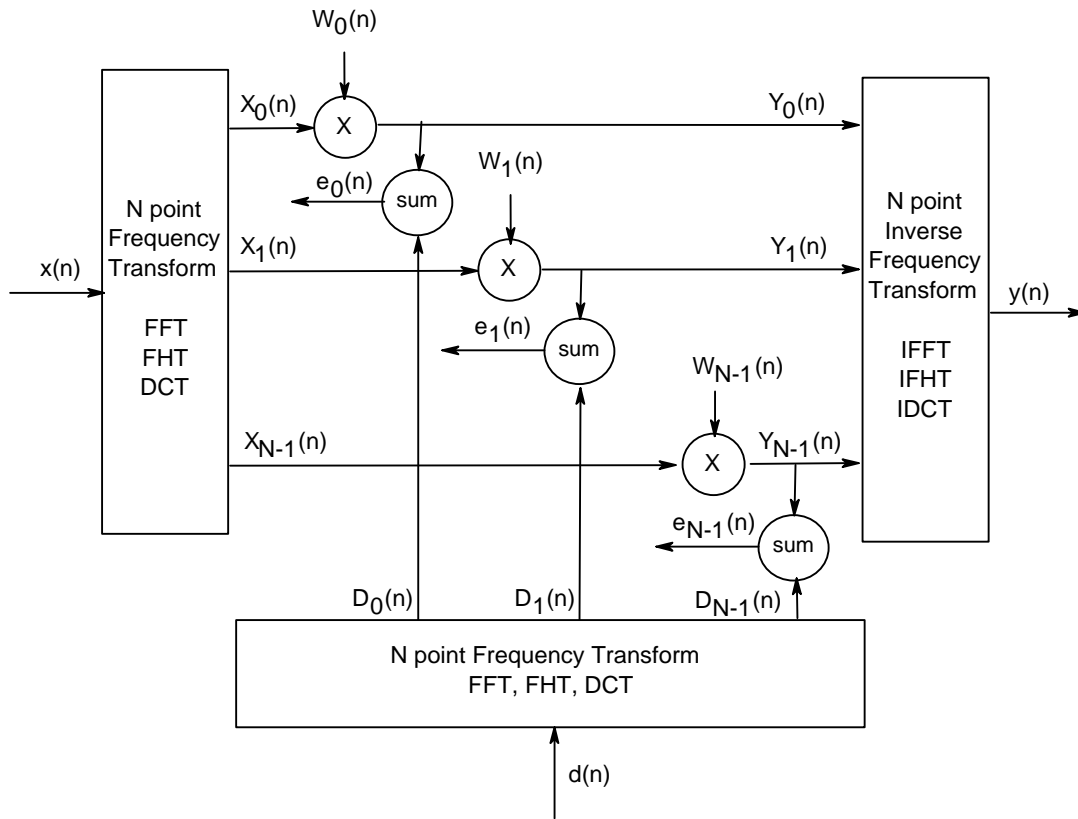 W0(n)
X0(n)
Y0(n)
X
W1(n)
e0(n)
sum
N point
Frequency
Transform
FFT
FHT
DCT
N point
Inverse
Frequency
Transform
IFFT
IFHT
IDCT
x(n)
X1(n)
X
Y1(n)
y(n)
e1(n)
sum
WN-1(n)
XN-1(n)
X
YN-1(n)
eN-1(n)
sum
D0(n)
D1(n)
DN-1(n)
N point Frequency Transform
FFT, FHT, DCT
d(n)